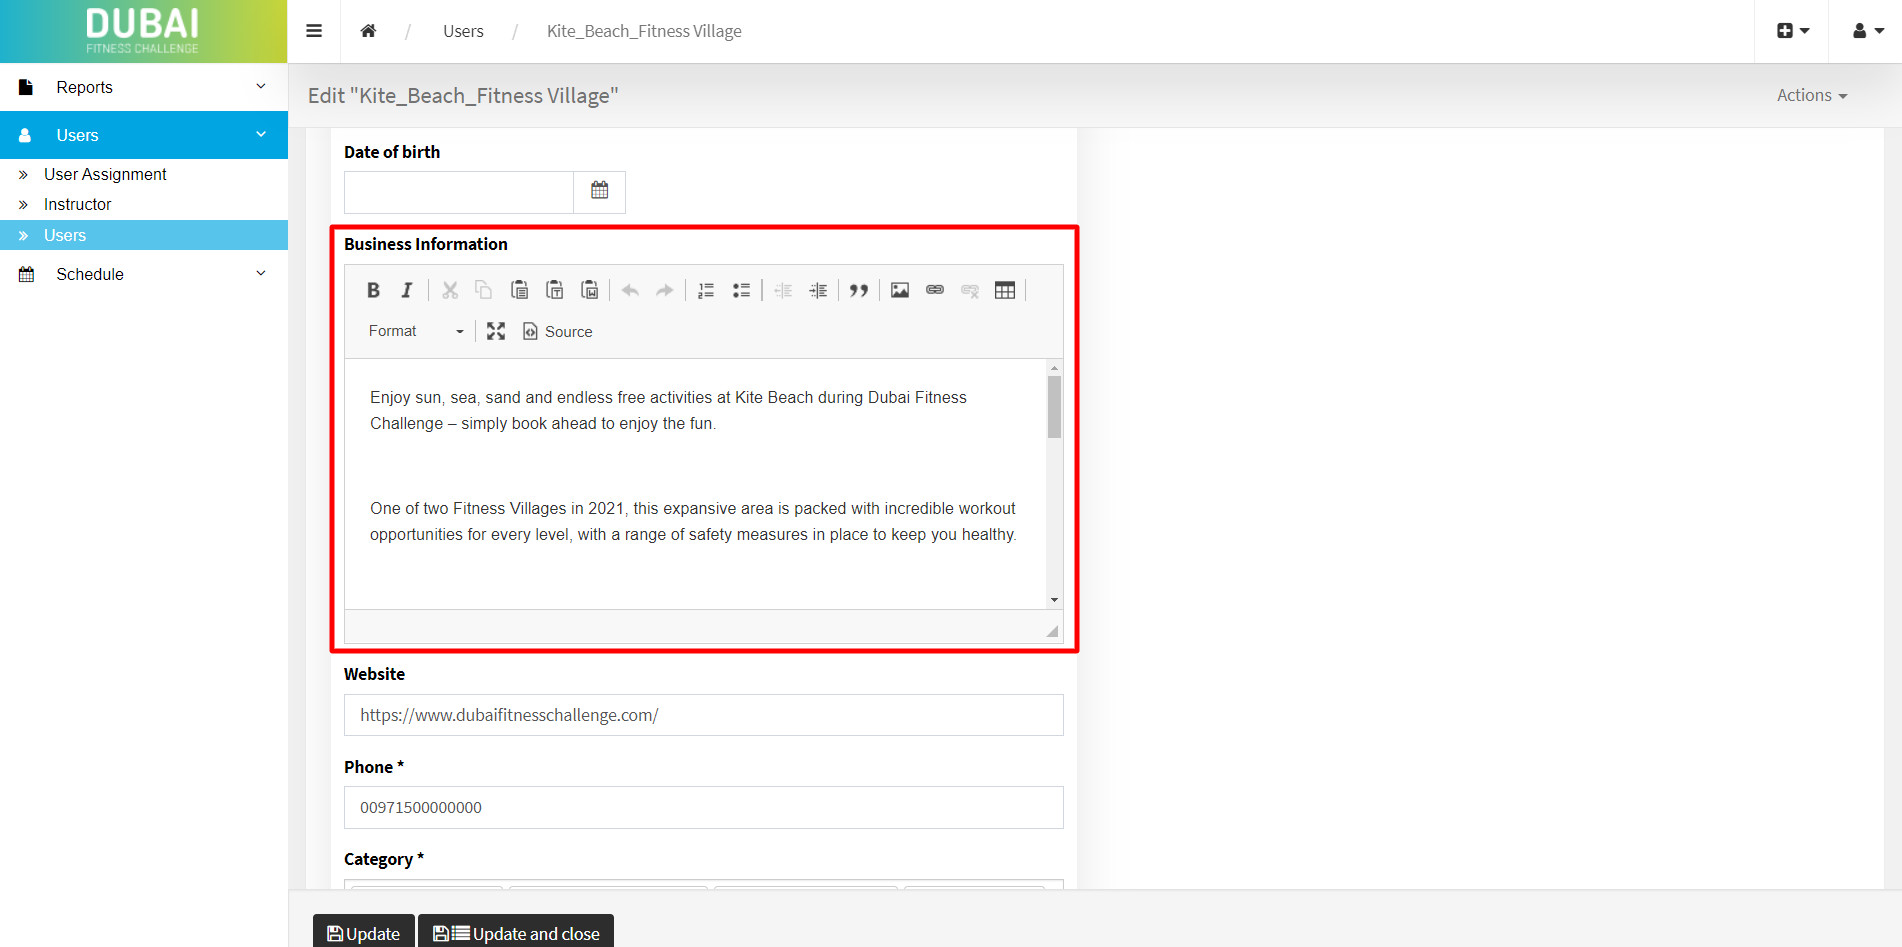 DUBAI
FITNESS CHALLENGE
/ Users / Kite_Beach_Fitness Village
Reports
Users
User Assignment
Instructor
Users
Schedule
Edit "Kite_Beach_Fitness Village"
Actions
Date of birth
Business Information
Format
Source
Enjoy sun, sea, sand and endless free activities at Kite Beach during Dubai Fitness
Challenge – simply book ahead to enjoy the fun.
One of two Fitness Villages in 2021, this expansive area is packed with incredible workout
opportunities for every level, with a range of safety measures in place to keep you healthy.
Website
https://www.dubaifitnesschallenge.com/
Phone *
00971500000000
Category *
Update
Update and close